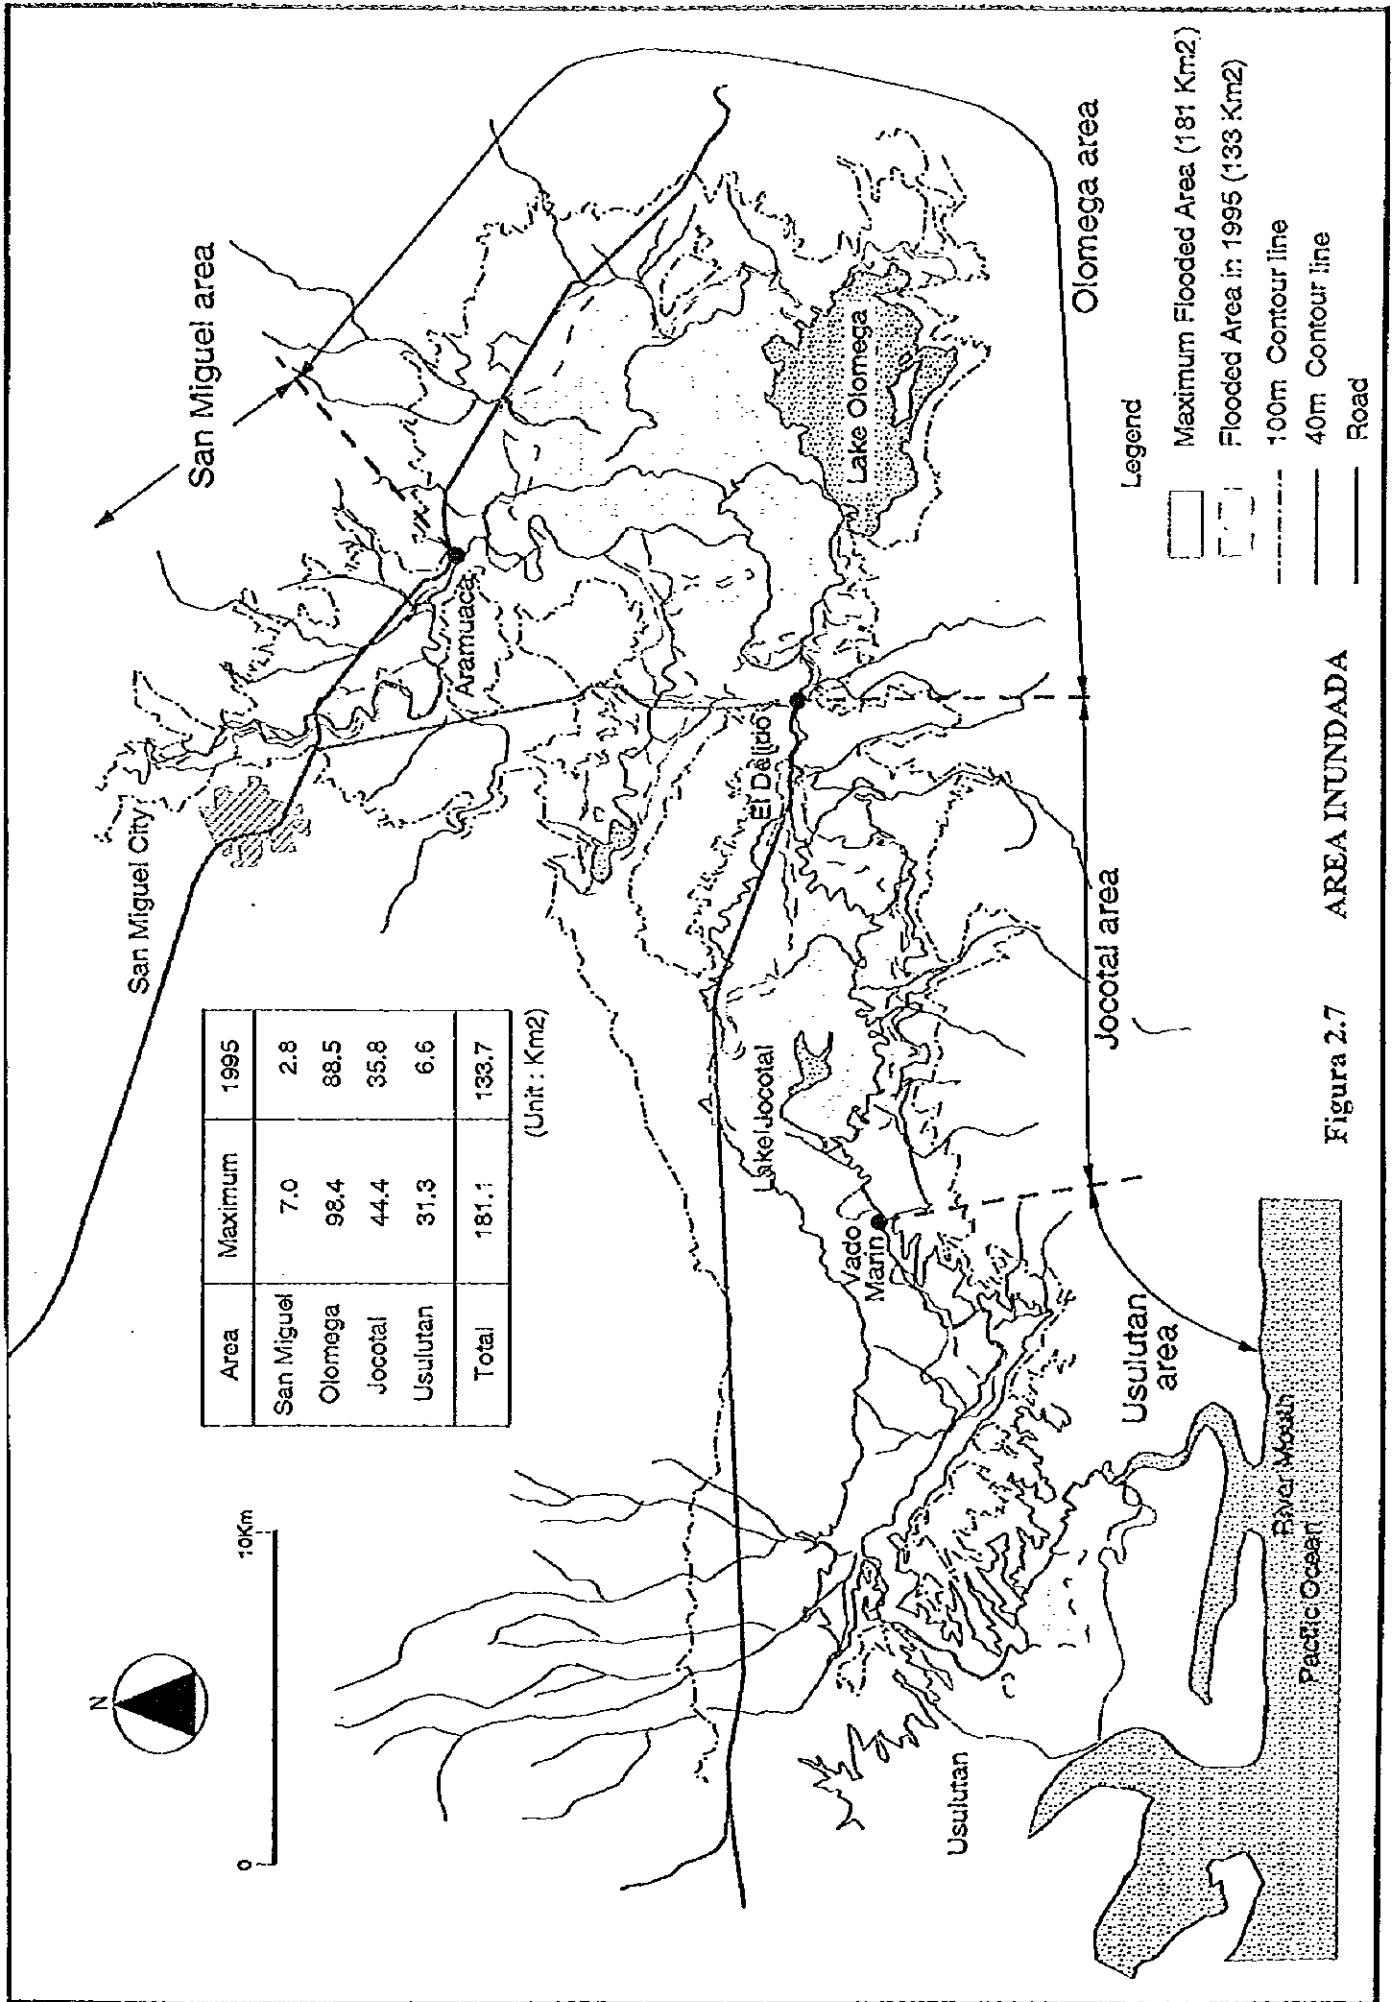 San Miguel area
San Miguel City
Aramuaca
El Delido
Lake Olomega
Lake Jocotal
Vado
Marin
Usulutan
Olomega area
Jocotal area
Usulutan
area
River Mouth
Pacific Ocean
N
0 10Km
Area Maximum 1995
San Miguel 7.0 2.8
Olomega 98.4 88.5
Jocotal 44.4 35.8
Usulutan 31.3 6.6
Total 181.1 133.7
(Unit : Km2)
Legend
Maximum Flooded Area (181 Km2)
Flooded Area in 1995 (133 Km2)
100m Contour line
40m Contour line
Road
Figura 2.7 AREA INUNDADA